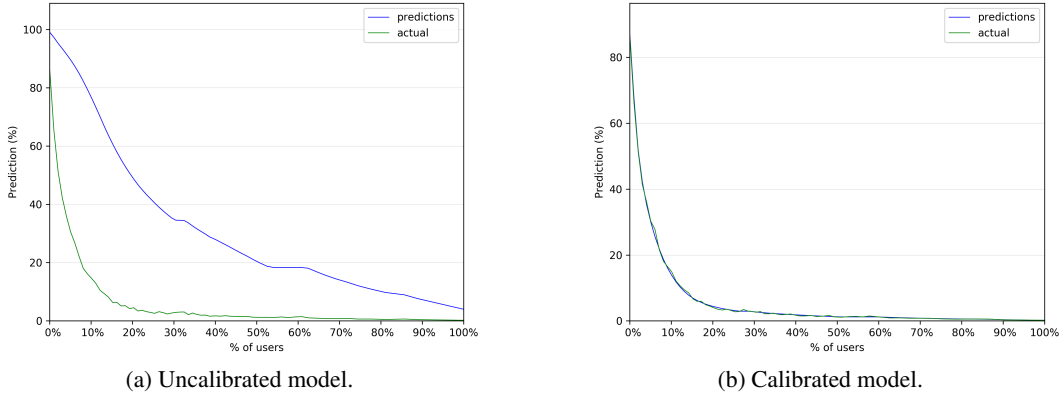 predictions
actual
100
80
60
40
20
0
Prediction (%)
0% 10% 20% 30% 40% 50% 60% 70% 80% 90% 100%
% of users
(a) Uncalibrated model.
predictions
actual
80
60
40
20
0
Prediction (%)
0% 10% 20% 30% 40% 50% 60% 70% 80% 90% 100%
% of users
(b) Calibrated model.